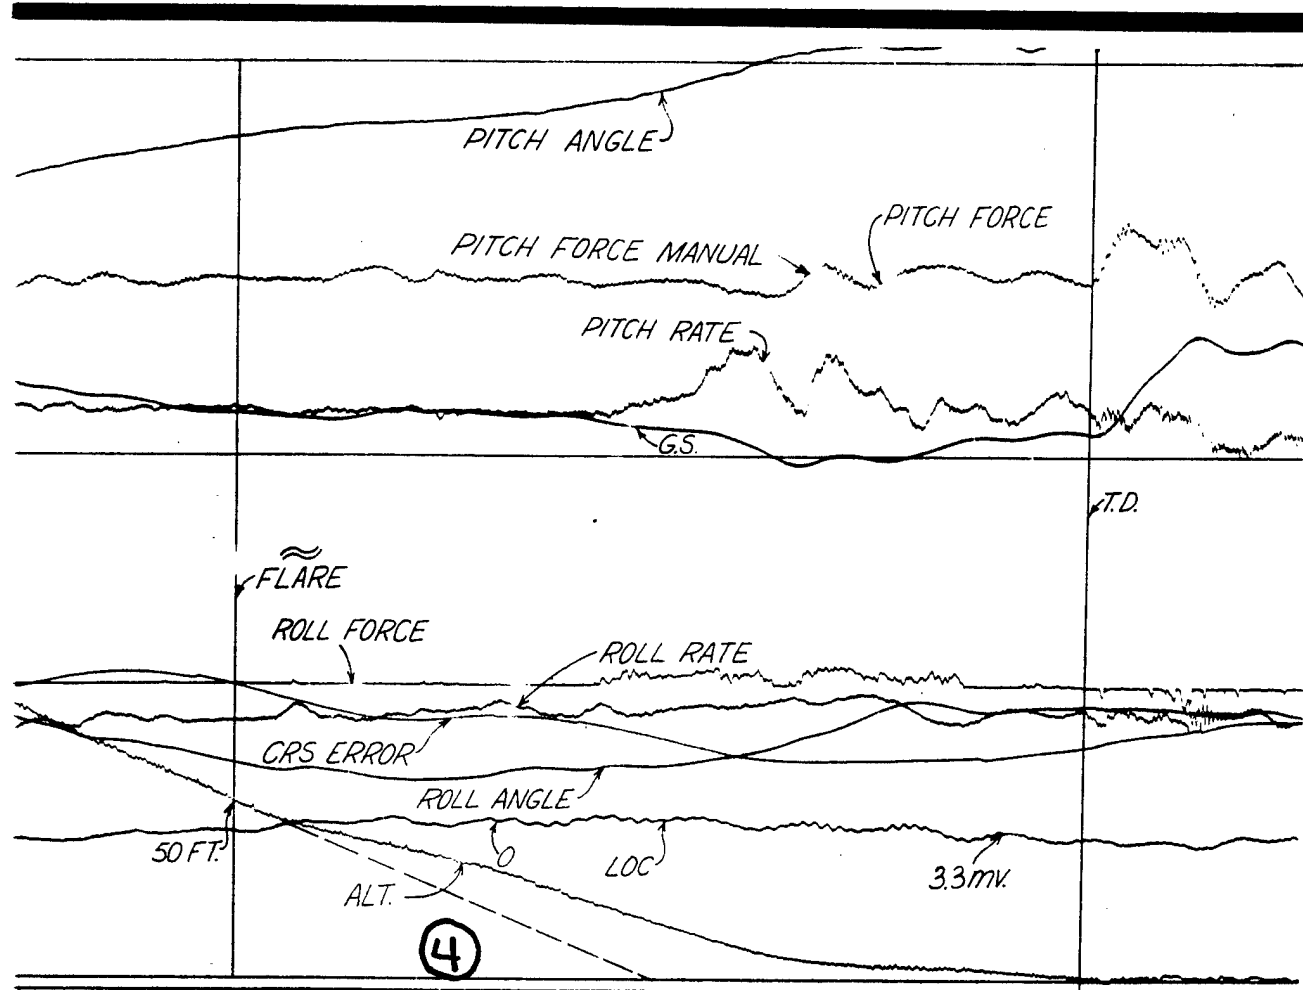 PITCH ANGLE
PITCH FORCE
PITCH FORCE MANUAL
PITCH RATE
G.S.
T.D.
FLARE
ROLL FORCE
ROLL RATE
CRS ERROR
ROLL ANGLE
50 FT.
O
LOC
3.3mv.
ALT.
4